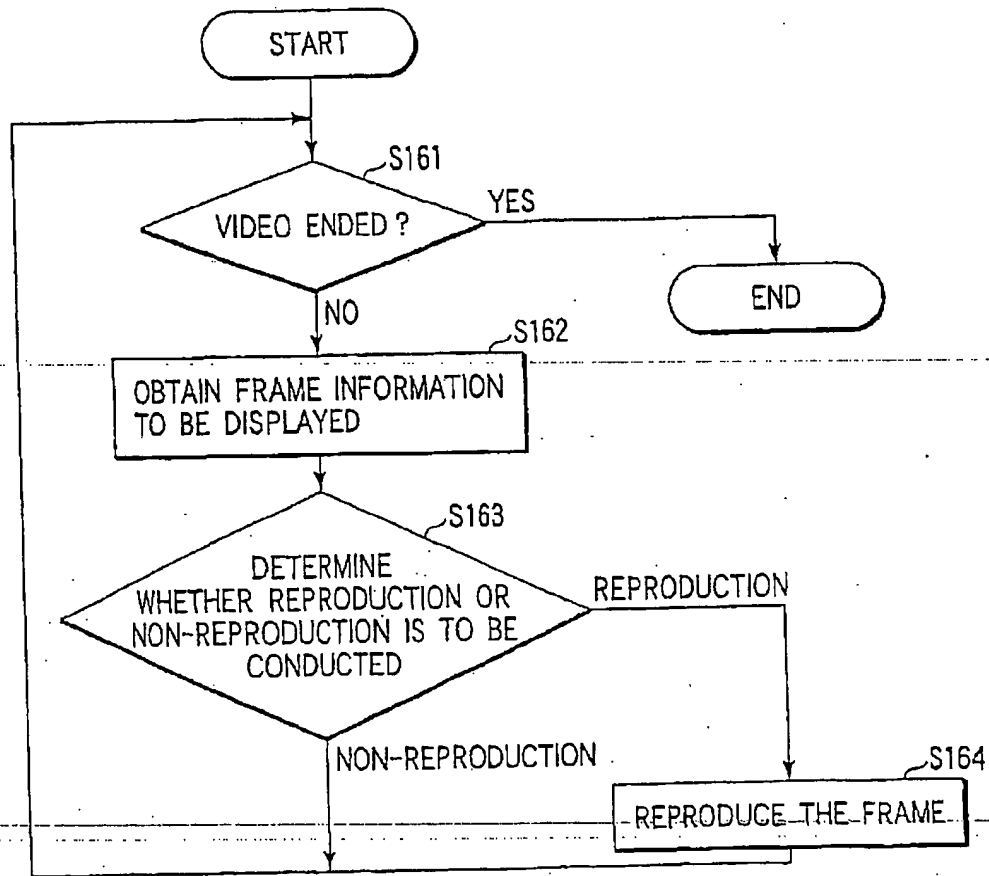 START
S161
VIDEO ENDED?
YES
END
NO
S162
OBTAIN FRAME INFORMATION
TO BE DISPLAYED
S163
DETERMINE
WHETHER REPRODUCTION OR
NON-REPRODUCTION IS TO BE
CONDUCTED
REPRODUCTION
NON-REPRODUCTION
S164
REPRODUCE THE FRAME